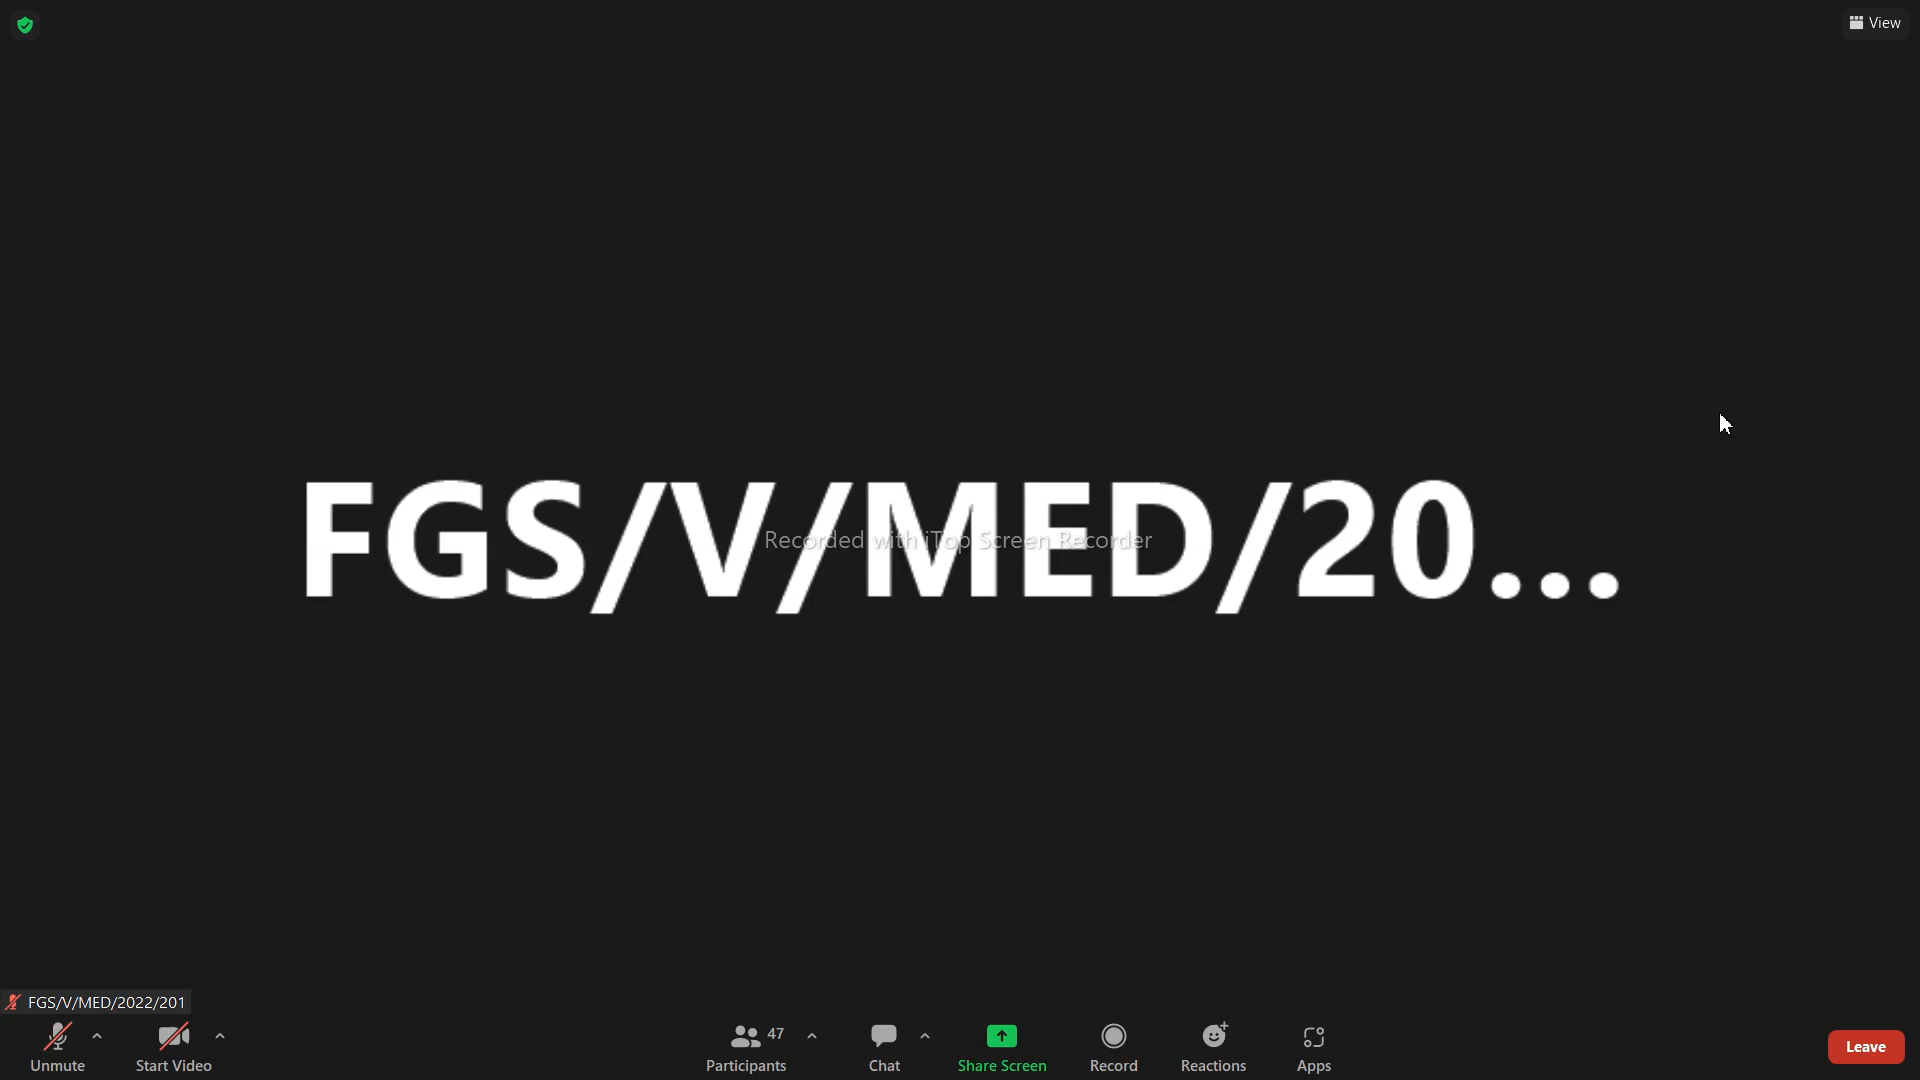 View
FGS/V/MED/20...
Recorded with iTop Screen Recorder
FGS/V/MED/2022/201
Unmute
Start Video
47
Participants
Chat
Share Screen
Record
Reactions
Apps
Leave